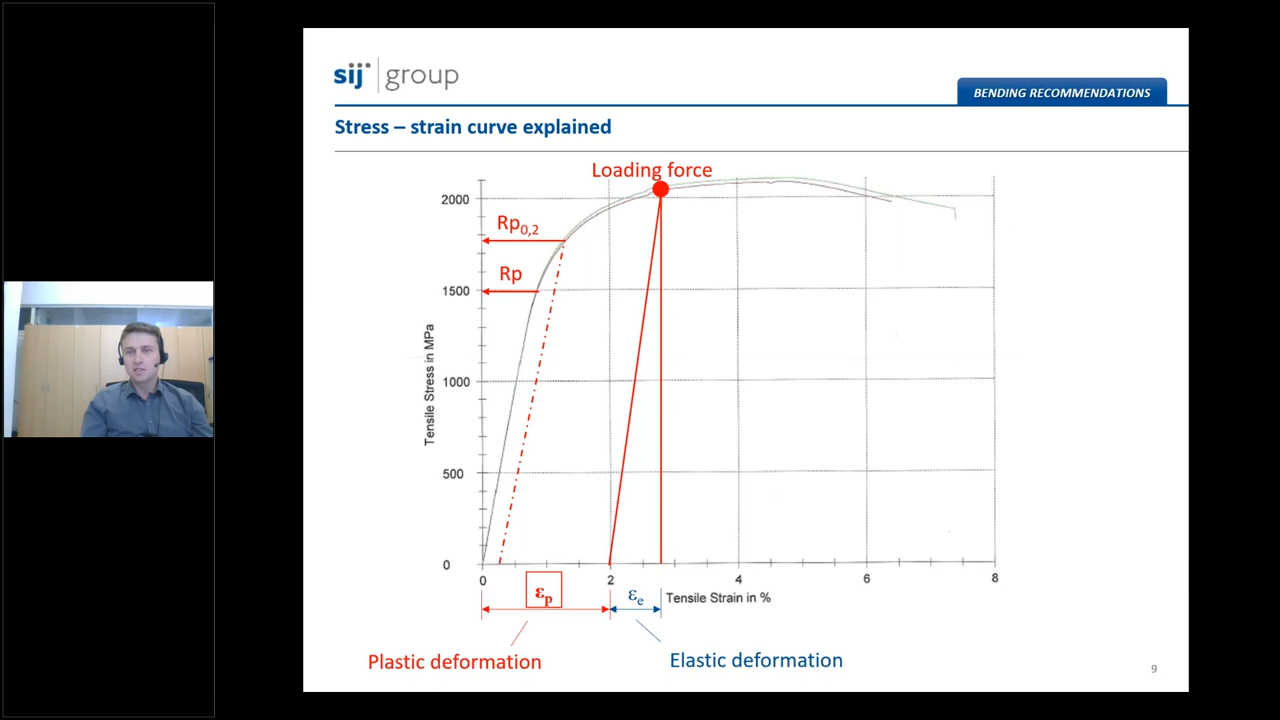 sij group
BENDING RECOMMENDATIONS
Stress – strain curve explained
Loading force
2000
Rp0,2
Rp
1500
Tensile Stress in MPa
1000
500
0
0 2 4 6 8
εp εe Tensile Strain in %
Plastic deformation Elastic deformation
9